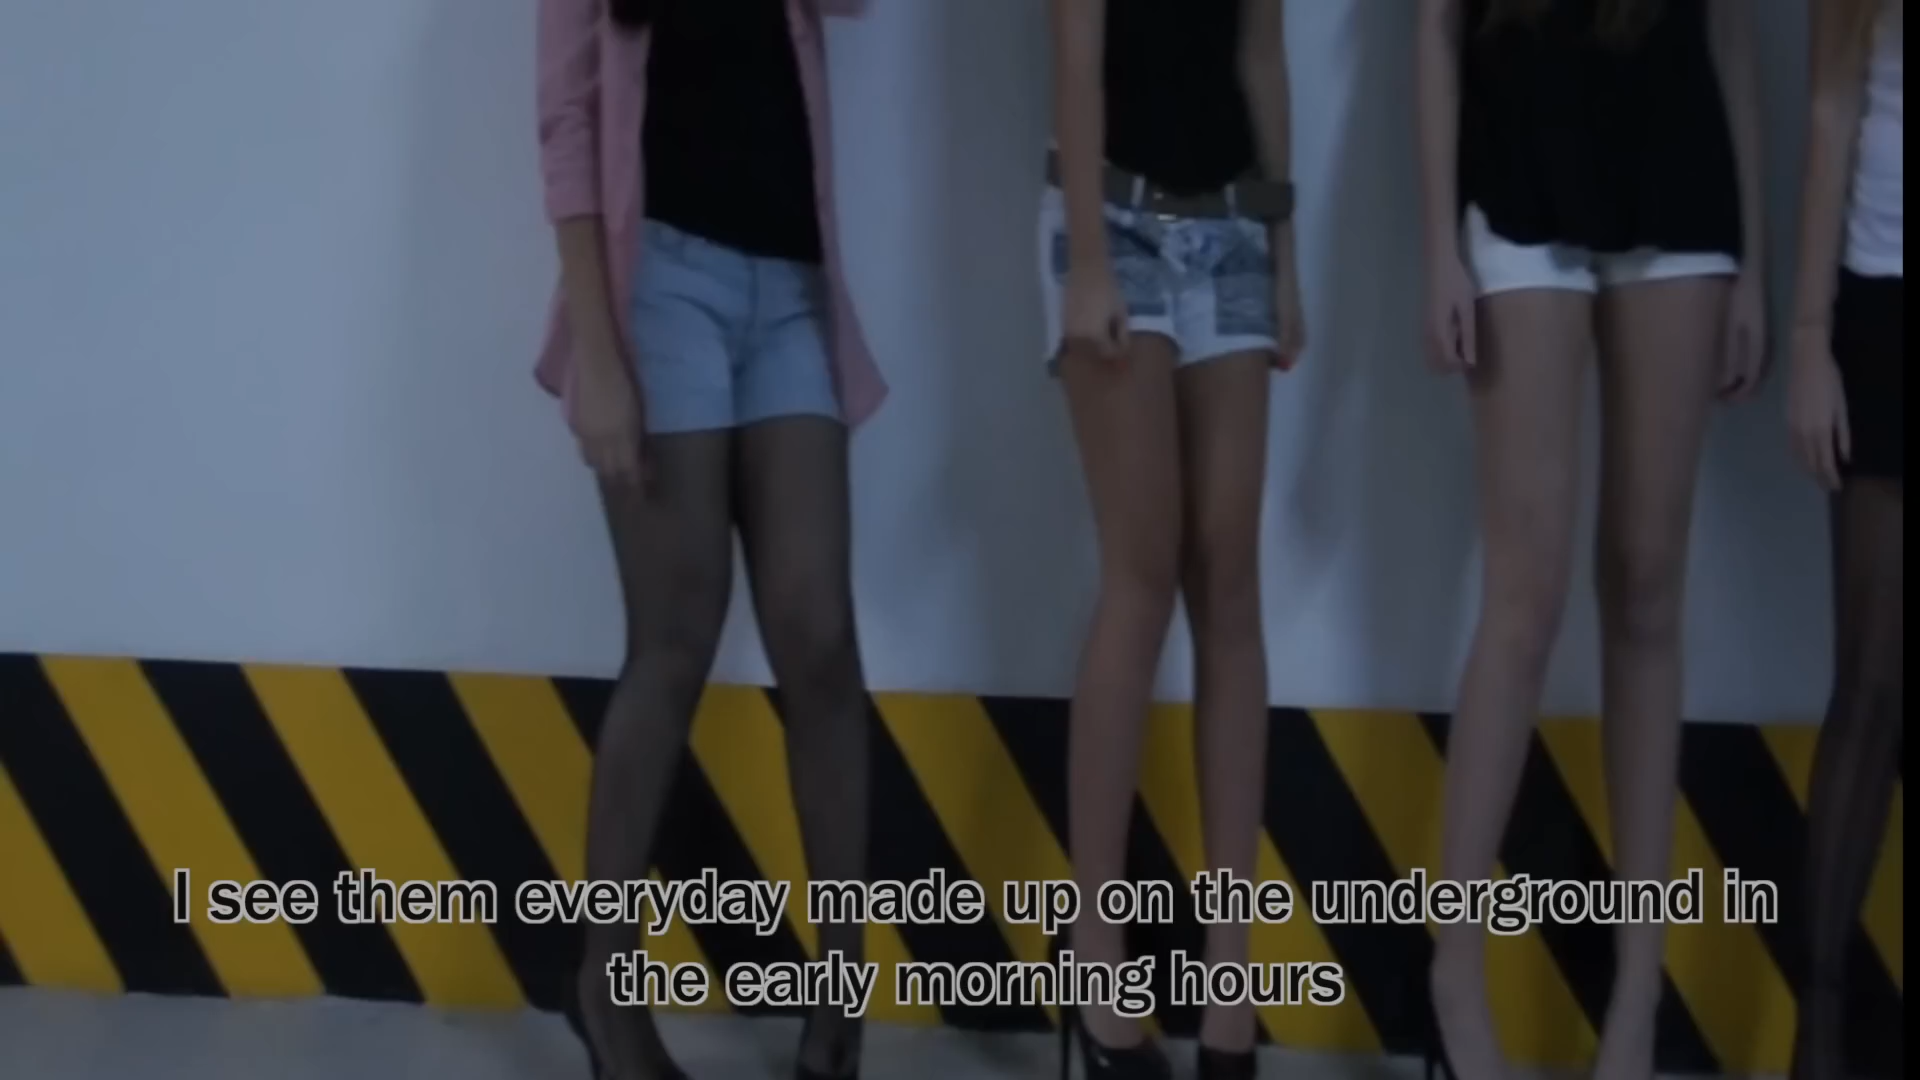 I see them everyday made up on the underground in
the early morning hours